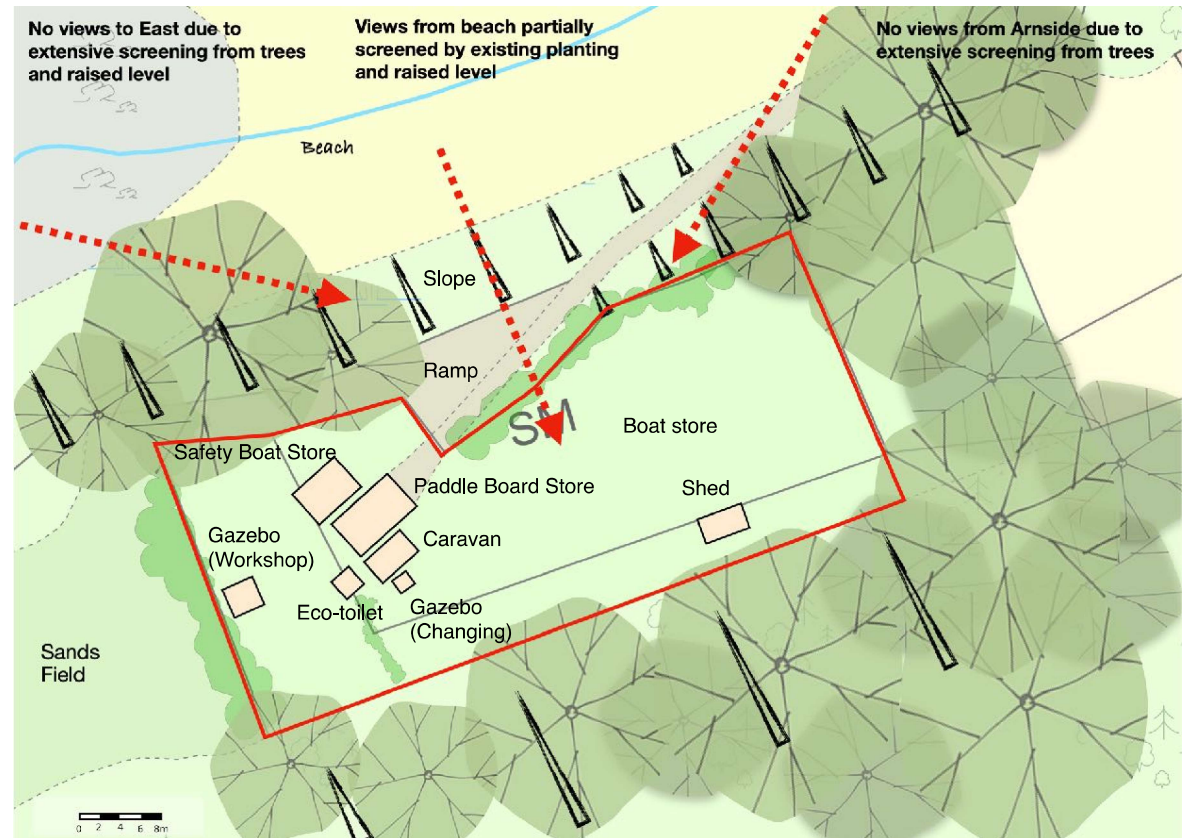 No views to East due to
extensive screening from trees
and raised level
Views from beach partially
screened by existing planting
and raised level
No views from Arnside due to
extensive screening from trees
Beach
Slope
Ramp
SM
Boat store
Safety Boat Store
Paddle Board Store
Shed
Gazebo
(Workshop)
Caravan
Eco-toilet
Gazebo
(Changing)
Sands
Field
0 2 4 6 8m